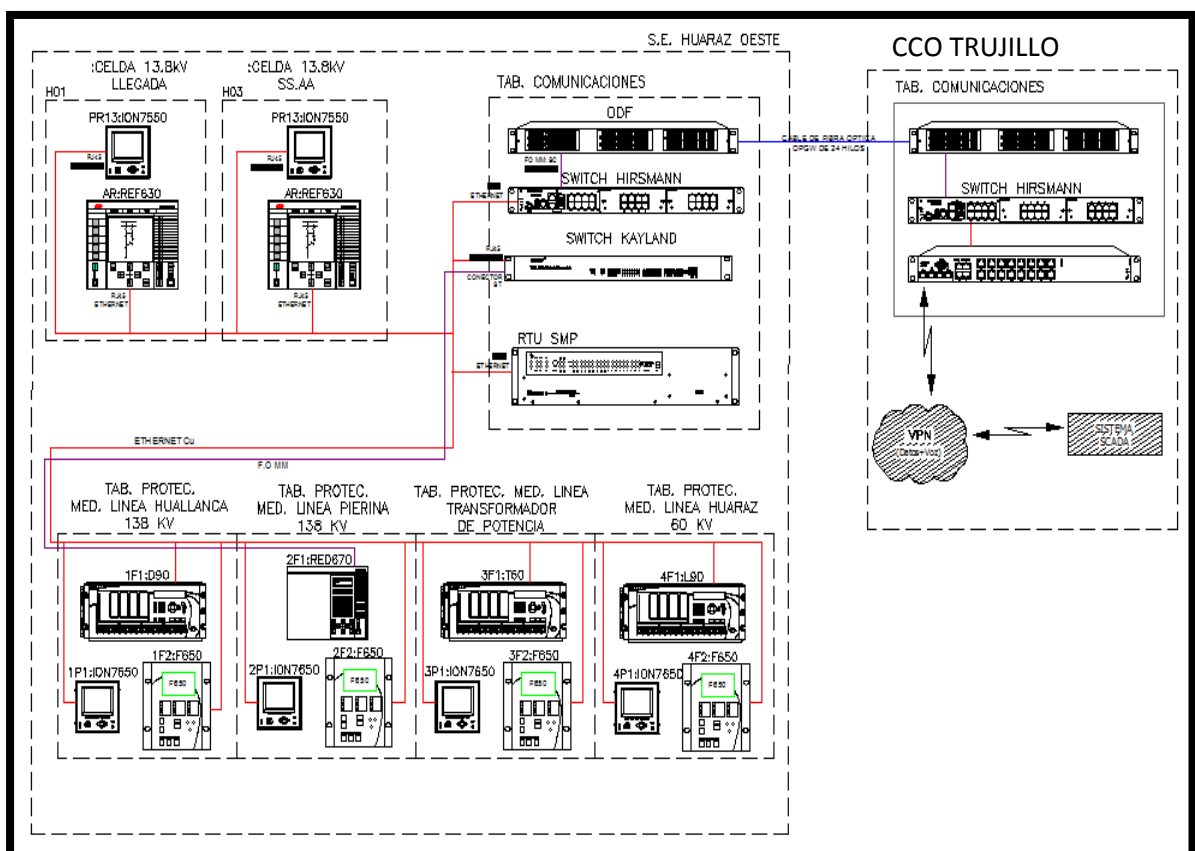 S.E. HUARAZ OESTE
CCO TRUJILLO
:CELDA 13.8kV
LLEGADA
:CELDA 13.8kV
SS.AA
H01
H03
PR13:ION7550
PR13:ION7550
RJ45
RJ45
AR:REF630
AR:REF630
RJ45
ETHERNET
RJ45
ETHERNET
TAB. COMUNICACIONES
ODF
FO MM SC
SWITCH HIRSMANN
ETHERNET
SWITCH KAYLAND
RJ45
CONECTOR
ST
RTU SMP
ETHERNET
CABLE DE FIBRA OPTICA
OPGW DE 24 HILOS
TAB. COMUNICACIONES
SWITCH HIRSMANN
VPN
(Datos+Voz)
SISTEMA
SCADA
ETHERNET Cu
F.O MM
TAB. PROTEC.
MED. LINEA HUALLANCA
138 KV
TAB. PROTEC.
MED. LINEA PIERINA
138 KV
TAB. PROTEC. MED. LINEA
TRANSFORMADOR
DE POTENCIA
TAB. PROTEC.
MED. LINEA HUARAZ
60 KV
1F1:D90
2F1:RED670
3F1:T60
4F1:L90
1F2:F650
1P1:ION7650
F650
2F2:F650
2P1:ION7650
F650
3F2:F650
3P1:ION7650
F650
4F2:F650
4P1:ION7650
F650